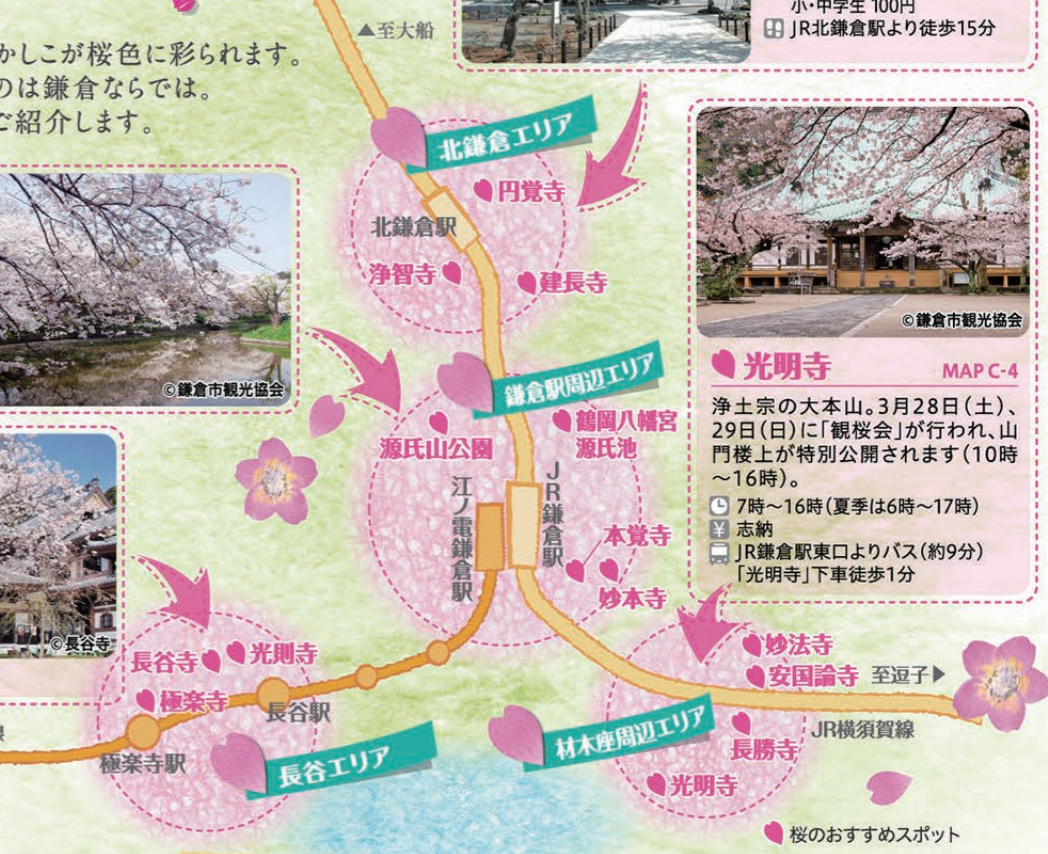 小・中学生 100円
JR北鎌倉駅より徒歩15分
▲至大船
かしこが桜色に彩られます。
のは鎌倉ならでは。
ご紹介します。
北鎌倉エリア
円覚寺
北鎌倉駅
浄智寺
建長寺
©鎌倉市観光協会
©鎌倉市観光協会
光明寺
MAP C-4
浄土宗の大本山。3月28日(土)、
29日(日)に「観桜会」が行われ、山
門楼上が特別公開されます(10時
～16時)。
7時～16時(夏季は6時～17時)
¥ 志納
JR鎌倉駅東口よりバス(約9分)
「光明寺」下車徒歩1分
鎌倉駅周辺エリア
源氏山公園
鶴岡八幡宮
源氏池
江ノ電鎌倉駅
JR鎌倉駅
本覚寺
妙本寺
©長谷寺
長谷寺
光則寺
極楽寺
長谷駅
極楽寺駅
長谷エリア
妙法寺
安国論寺
至逗子▶
JR横須賀線
材木座周辺エリア
長勝寺
光明寺
桜のおすすめスポット